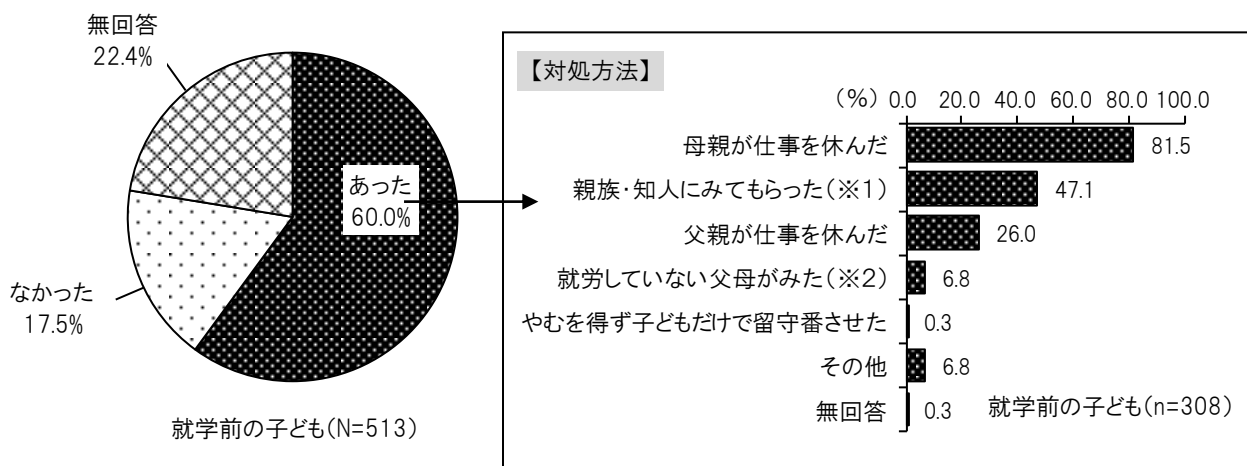 無回答
22.4%
あった
60.0%
なかった
17.5%
就学前の子ども(N=513)
【対処方法】
(%) 0.0 20.0 40.0 60.0 80.0 100.0
母親が仕事を休んだ 81.5
親族・知人にみてもらった(※1) 47.1
父親が仕事を休んだ 26.0
就労していない父母がみた(※2) 6.8
やむを得ず子どもだけで留守番させた 0.3
その他 6.8
無回答 0.3
就学前の子ども(n=308)